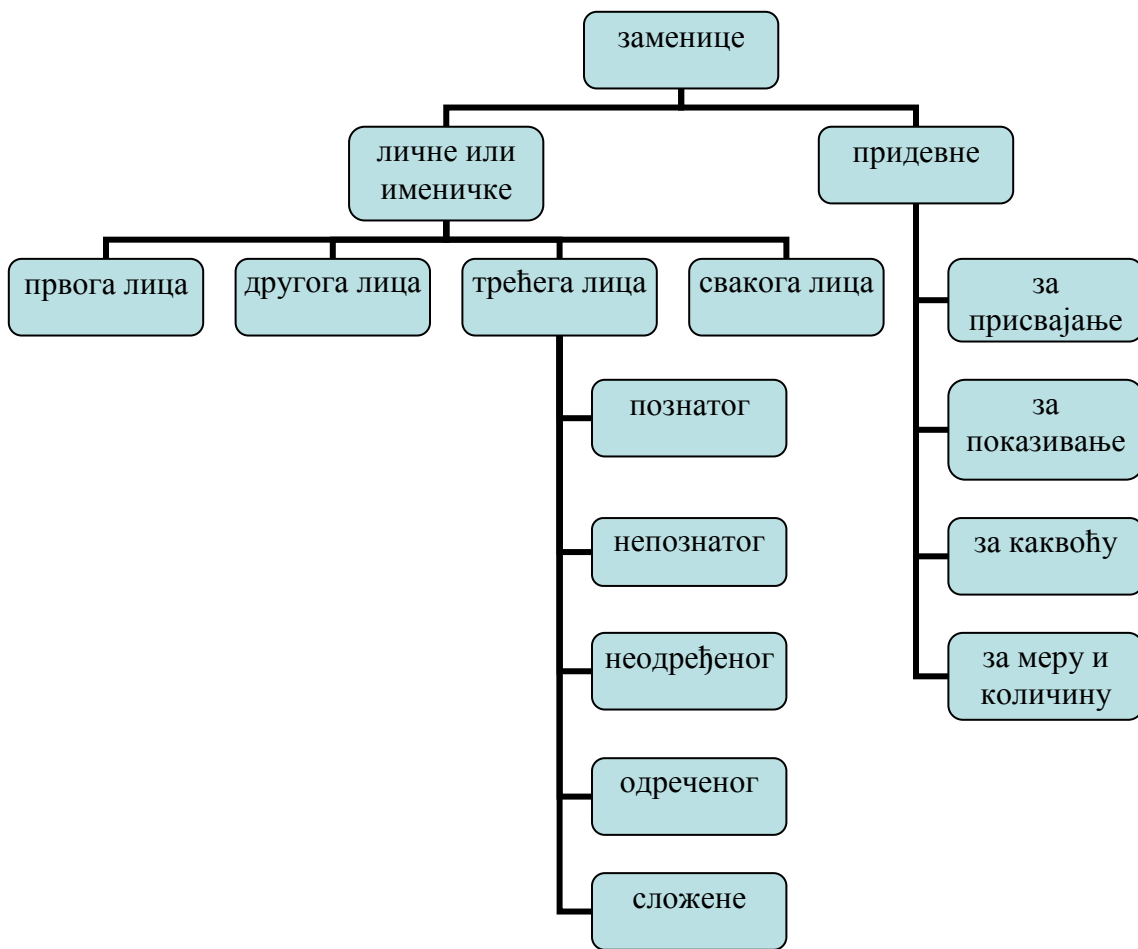 заменице
личне или
именичке
придевне
првога лица
другога лица
трећега лица
свакога лица
за
присвајање
за
показивање
за каквоћу
за меру и
количину
познатог
непознатог
неодређеног
одреченог
сложене